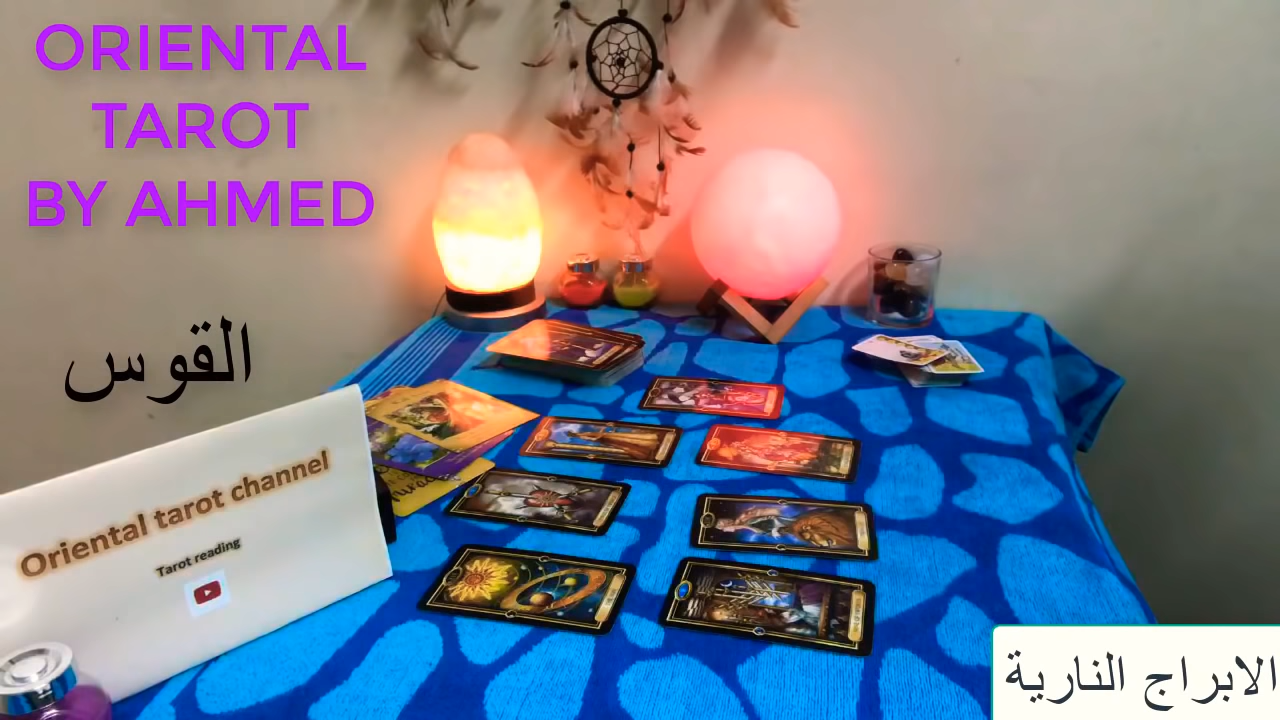 ORIENTAL
TAROT
BY AHMED
القوس
Oriental tarot channel
Tarot reading
الابراج النارية